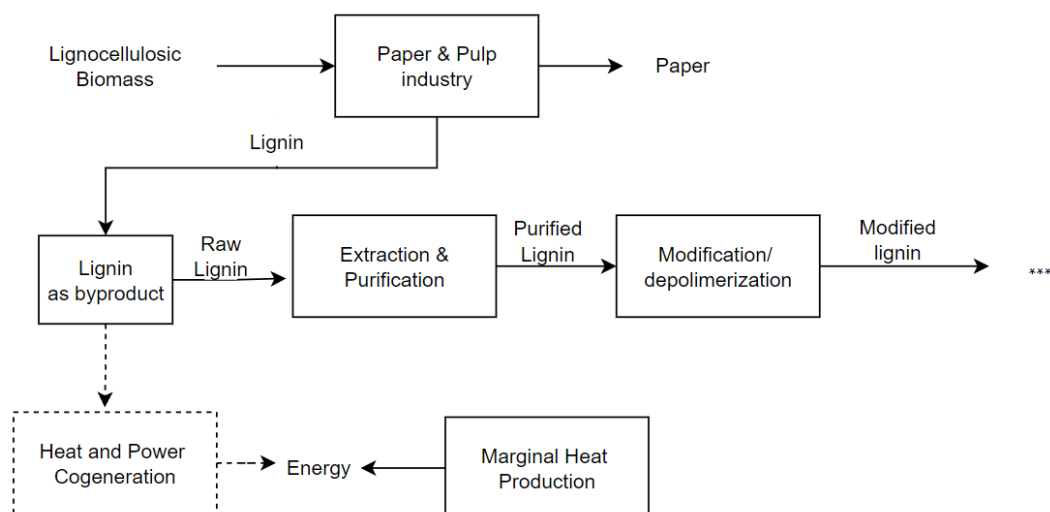 Lignocellulosic
Biomass
Paper & Pulp
industry
Paper
Lignin
Lignin
as byproduct
Raw
Lignin
Extraction &
Purification
Purified
Lignin
Modification/
depolimerization
Modified
lignin
***
Heat and Power
Cogeneration
Energy
Marginal Heat
Production